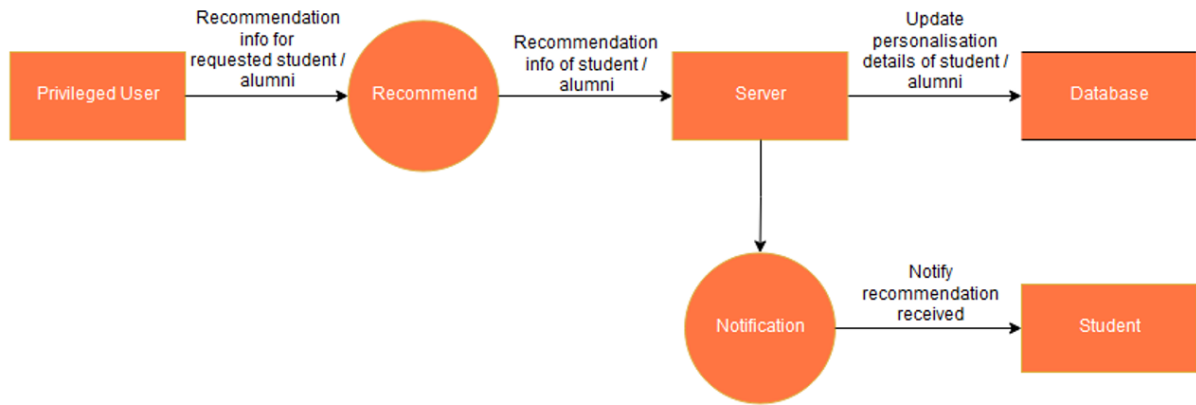 Recommendation
info for
requested student /
alumni
Privileged User
Recommend
Recommendation
info of student /
alumni
Server
Update
personalisation
details of student /
alumni
Database
Notification
Notify
recommendation
received
Student